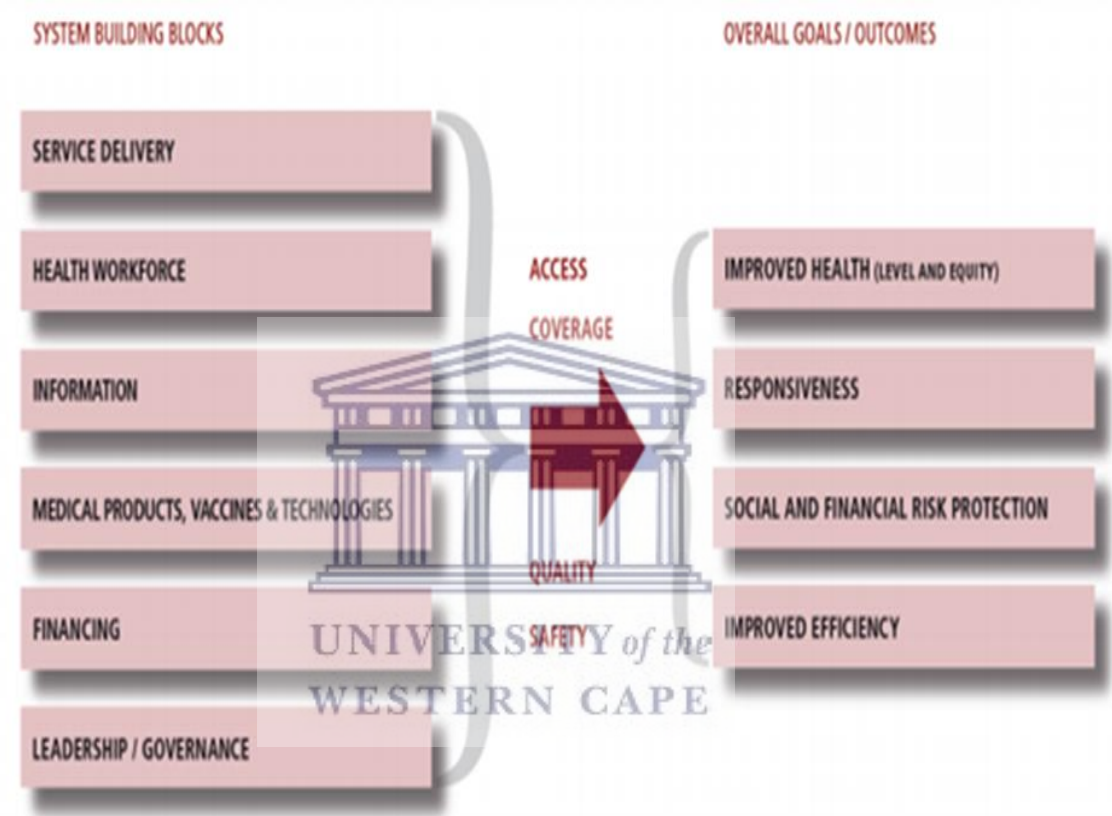 SYSTEM BUILDING BLOCKS
OVERALL GOALS / OUTCOMES
SERVICE DELIVERY
HEALTH WORKFORCE
INFORMATION
MEDICAL PRODUCTS, VACCINES & TECHNOLOGIES
FINANCING
LEADERSHIP / GOVERNANCE
ACCESS
COVERAGE
QUALITY
SAFETY
IMPROVED HEALTH (LEVEL AND EQUITY)
RESPONSIVENESS
SOCIAL AND FINANCIAL RISK PROTECTION
IMPROVED EFFICIENCY
UNIVERSITY of the
WESTERN CAPE